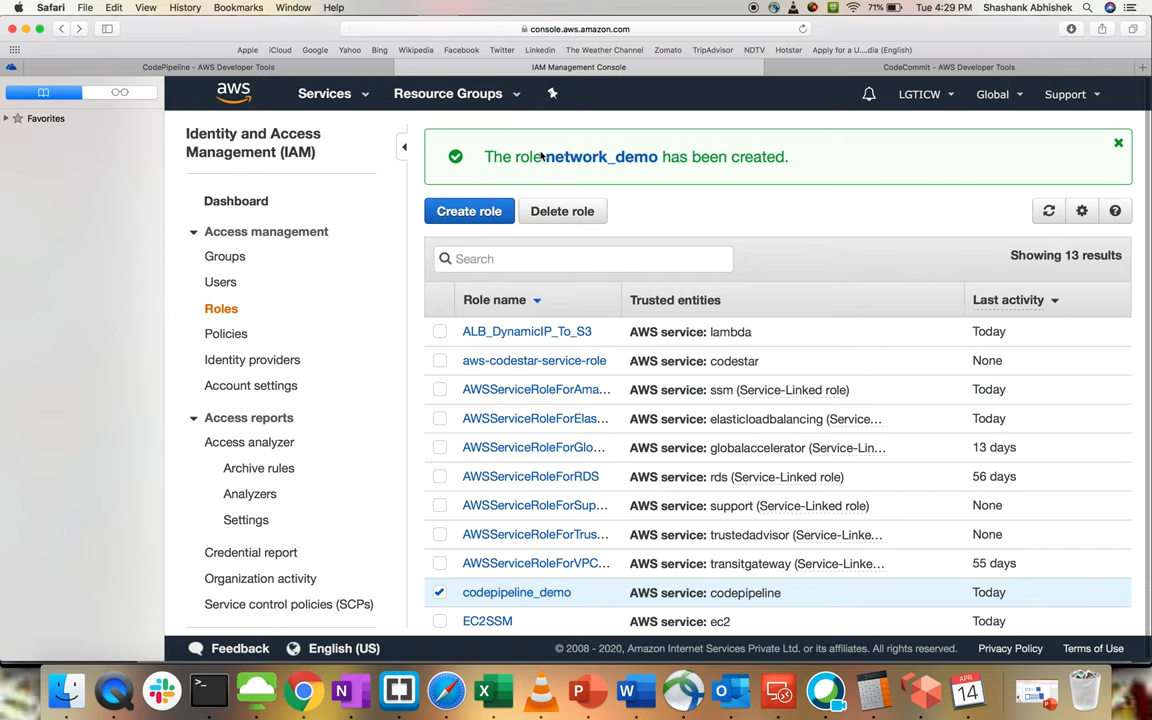 Safari File Edit View History Bookmarks Window Help
71% Tue 4:29 PM Shashank Abhishek
console.aws.amazon.com
Apple iCloud Google Yahoo Bing Wikipedia Facebook Twitter Linkedin The Weather Channel Zomato TripAdvisor NDTV Hotstar Apply for a U....dia (English)
CodePipeline - AWS Developer Tools IAM Management Console CodeCommit - AWS Developer Tools
Favorites
aws Services Resource Groups LGTICW Global Support
Identity and Access
Management (IAM)
Dashboard
Access management
Groups
Users
Roles
Policies
Identity providers
Account settings
Access reports
Access analyzer
Archive rules
Analyzers
Settings
Credential report
Organization activity
Service control policies (SCPs)
The role network_demo has been created.
Create role Delete role
Search
Showing 13 results
Role name Trusted entities Last activity
ALB_DynamicIP_To_S3 AWS service: lambda Today
aws-codestar-service-role AWS service: codestar None
AWSServiceRoleForAma... AWS service: ssm (Service-Linked role) Today
AWSServiceRoleForElas... AWS service: elasticloadbalancing (Service... Today
AWSServiceRoleForGlo... AWS service: globalaccelerator (Service-Lin... 13 days
AWSServiceRoleForRDS AWS service: rds (Service-Linked role) 56 days
AWSServiceRoleForSup... AWS service: support (Service-Linked role) None
AWSServiceRoleForTrus... AWS service: trustedadvisor (Service-Linke... None
AWSServiceRoleForVPC... AWS service: transitgateway (Service-Linke... 55 days
codepipeline_demo AWS service: codepipeline Today
EC2SSM AWS service: ec2 Today
Feedback English (US) © 2008 - 2020, Amazon Internet Services Private Ltd. or its affiliates. All rights reserved. Privacy Policy Terms of Use
>_ N X P W O APR
14